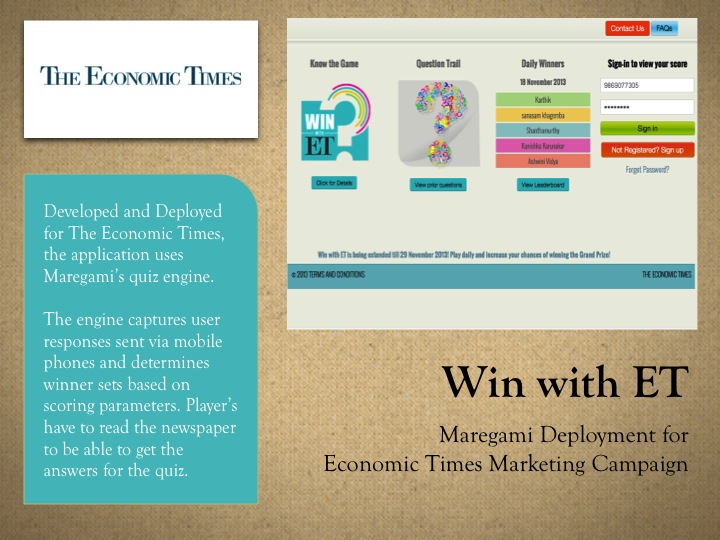 THE ECONOMIC TIMES
Developed and Deployed
for The Economic Times,
the application uses
Maregami's quiz engine.
The engine captures user
responses sent via mobile
phones and determines
winner sets based on
scoring parameters. Player's
have to read the newspaper
to be able to get the
answers for the quiz.
Contact Us FAQs
Know the Game
WIN
WITH
ET
Click for Details
Question Trail
View prior questions
Daily Winners
18 November 2013
Karthik
sanasam khagemba
Shanthamurthy
Kanishka Karunakar
Ashwini Vidya
View Leaderboard
Sign-in to view your score
9869077305
••••••••
Sign in
Not Registered? Sign up
Forgot Password?
Win with ET is being extended till 29 November 2013! Play daily and increase your chances of winning the Grand Prize!
© 2013 TERMS AND CONDITIONS THE ECONOMIC TIMES
Win with ET
Maregami Deployment for
Economic Times Marketing Campaign